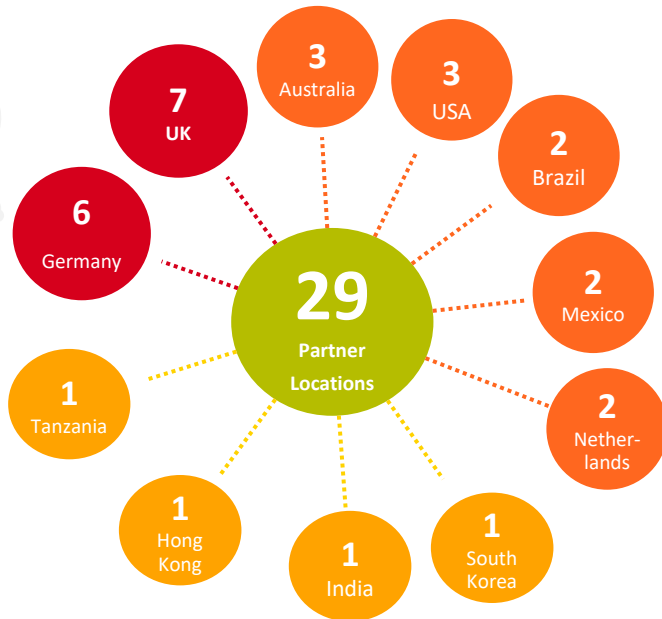 29
Partner
Locations
7
UK
3
Australia
3
USA
2
Brazil
2
Mexico
2
Nether-
lands
1
South
Korea
1
India
1
Hong
Kong
1
Tanzania
6
Germany